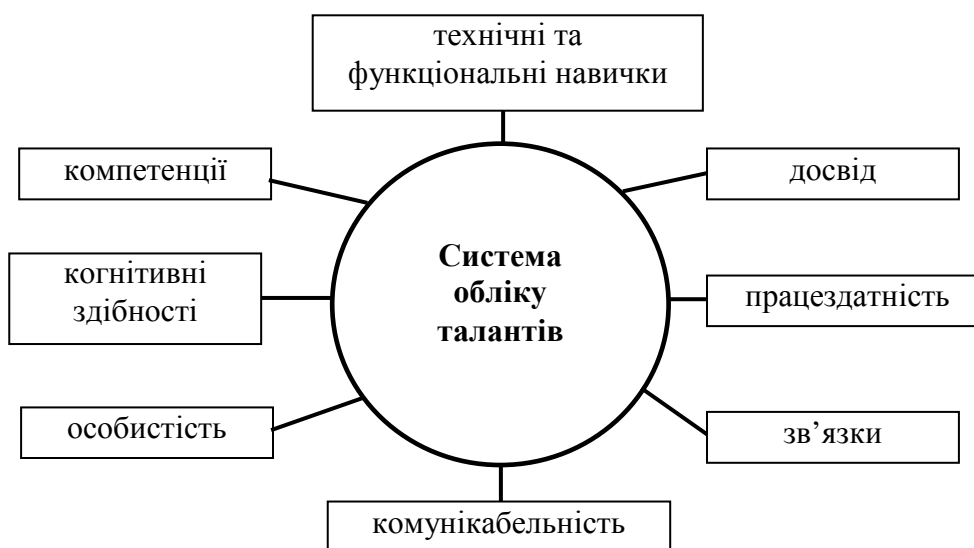 технічні та
функціональні навички
компетенції
досвід
Система
обліку
талантів
когнітивні
здібності
працездатність
особистість
зв’язки
комунікабельність